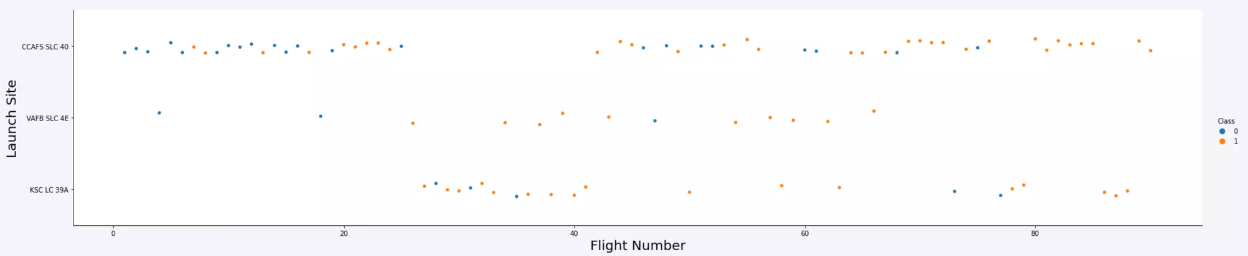 CCAFS SLC 40
VAFB SLC 4E
KSC LC 39A
Launch Site
0 20 40 60 80
Flight Number
Class
0
1